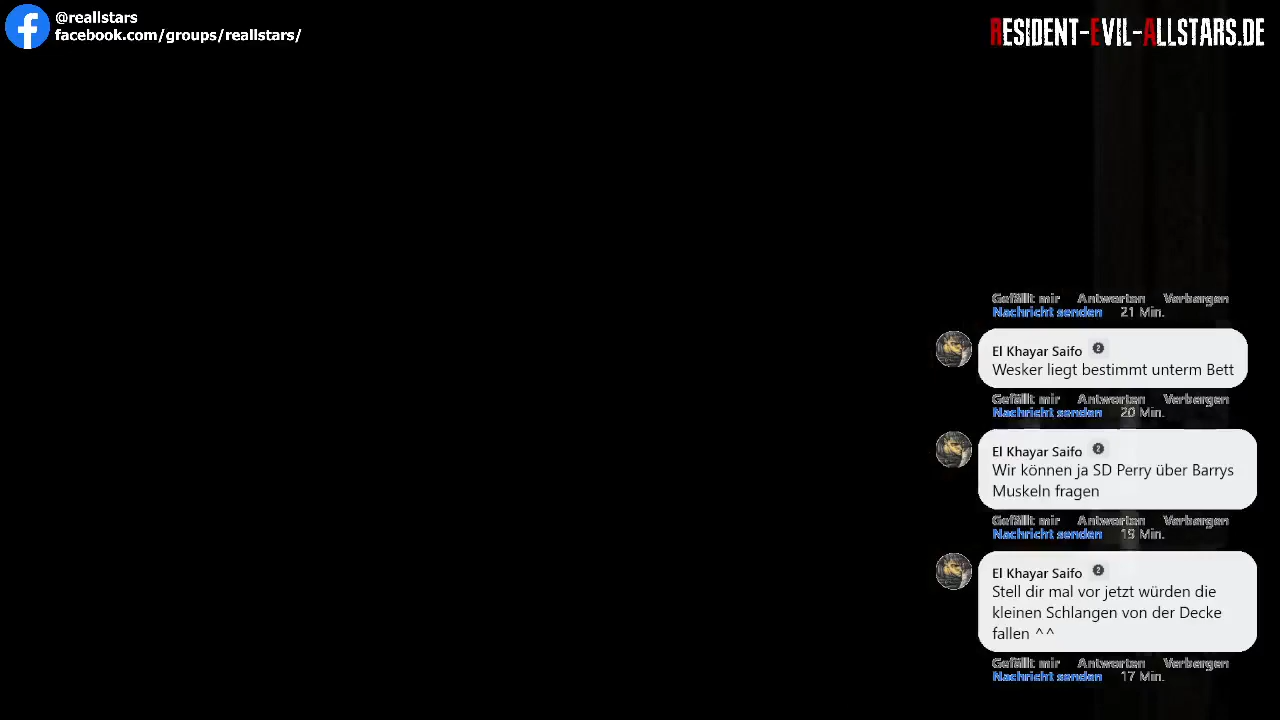 @reallstars
facebook.com/groups/reallstars/
RESIDENT-EVIL-ALLSTARS.DE
Gefällt mir Antworten Verbergen
Nachricht senden 21 Min.
El Khayar Saifo 2
Wesker liegt bestimmt unterm Bett
Gefällt mir Antworten Verbergen
Nachricht senden 20 Min.
El Khayar Saifo 2
Wir können ja SD Perry über Barrys
Muskeln fragen
Gefällt mir Antworten Verbergen
Nachricht senden 19 Min.
El Khayar Saifo 2
Stell dir mal vor jetzt würden die
kleinen Schlangen von der Decke
fallen ^^
Gefällt mir Antworten Verbergen
Nachricht senden 17 Min.